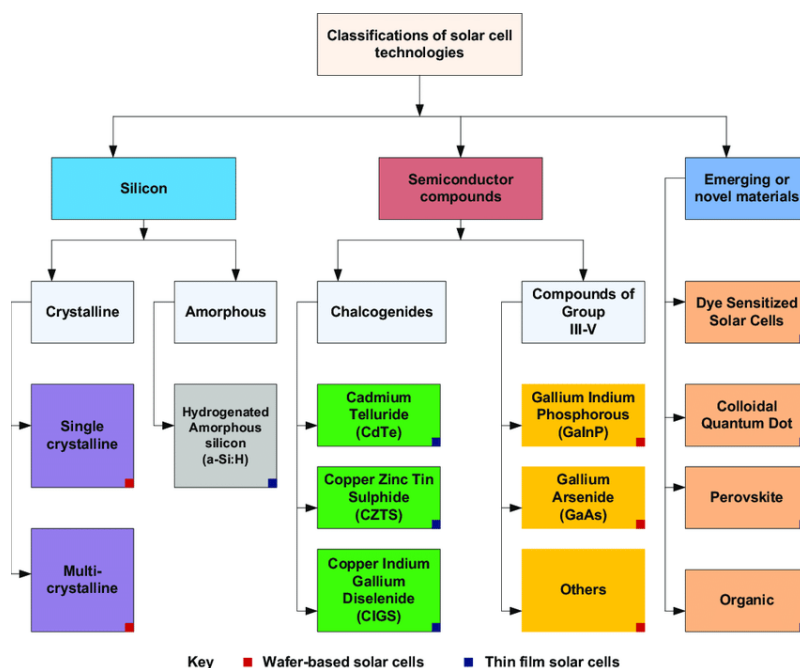 Classifications of solar cell
technologies
Silicon
Semiconductor
compounds
Emerging or
novel materials
Crystalline
Amorphous
Chalcogenides
Compounds of
Group
III-V
Dye Sensitized
Solar Cells
Single
crystalline
Hydrogenated
Amorphous
silicon
(a-Si:H)
Cadmium
Telluride
(CdTe)
Gallium Indium
Phosphorous
(GaInP)
Colloidal
Quantum Dot
Copper Zinc Tin
Sulphide
(CZTS)
Gallium
Arsenide
(GaAs)
Perovskite
Multi-
crystalline
Copper Indium
Gallium
Diselenide
(CIGS)
Others
Organic
Key
Wafer-based solar cells
Thin film solar cells